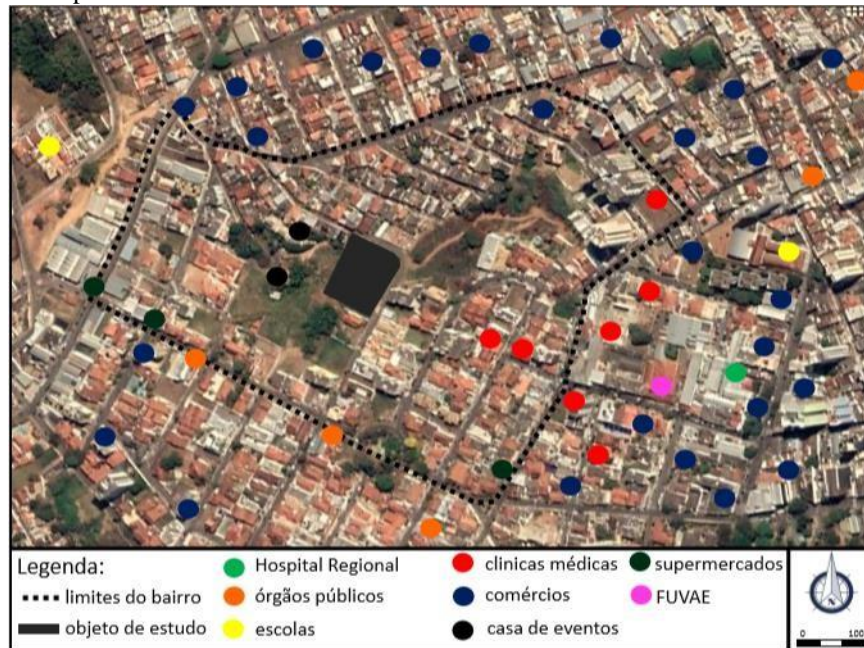 Legenda:
limites do bairro
objeto de estudo
Hospital Regional
órgãos públicos
escolas
clinicas médicas
comércios
casa de eventos
supermercados
FUVAE
0 100